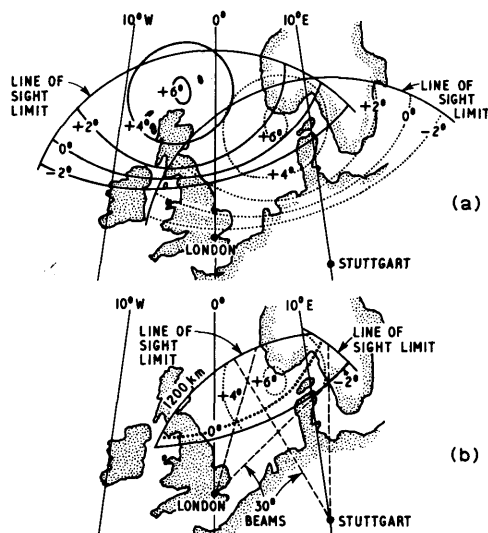 10°W
0°
10°E
LINE OF
SIGHT
LIMIT
LINE OF
SIGHT
LIMIT
+6°
+4°
+2°
0°
-2°
+6°
+4°
+2°
0°
-2°
(a)
LONDON
STUTTGART
10°W
0°
10°E
LINE OF
SIGHT
LIMIT
LINE OF
SIGHT LIMIT
1200 km
+4°
+6°
-2°
0°
(b)
LONDON
30°
BEAMS
STUTTGART